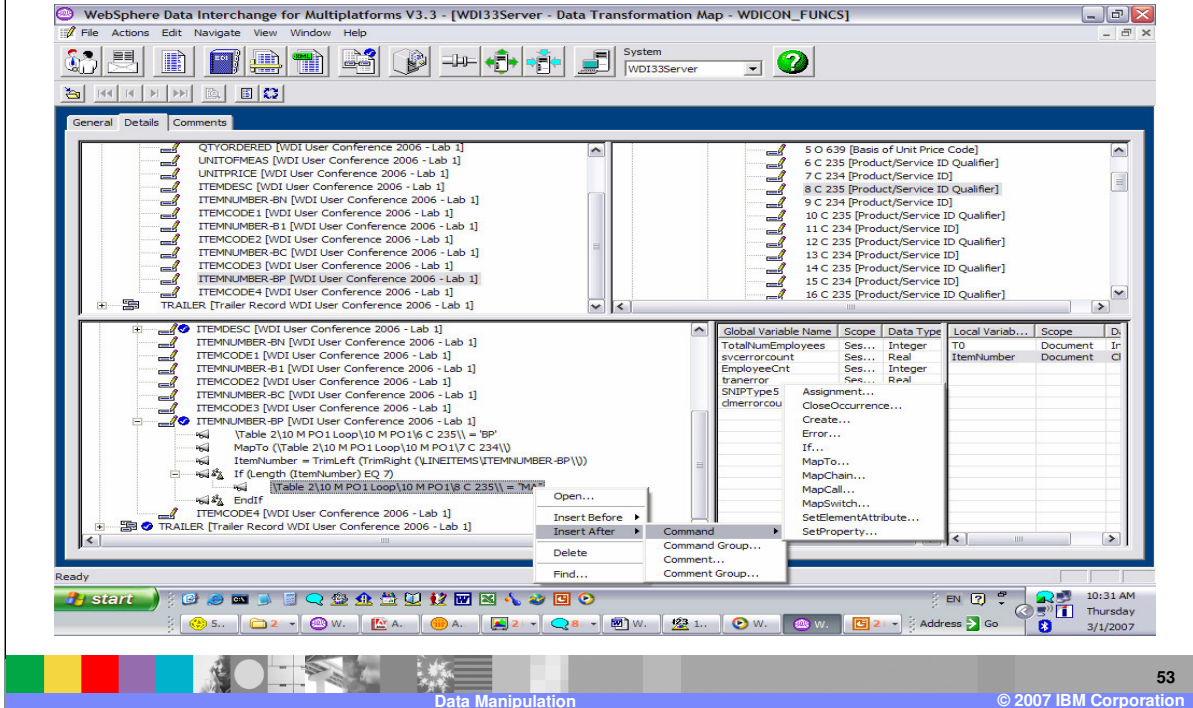 WebSphere Data Interchange for Multiplatforms V3.3 - [WDI33Server - Data Transformation Map - WDICON_FUNCS]
File Actions Edit Navigate View Window Help
System
WDI33Server
General Details Comments
QTYORDERED [WDI User Conference 2006 - Lab 1]
UNITOFMEAS [WDI User Conference 2006 - Lab 1]
UNITPRICE [WDI User Conference 2006 - Lab 1]
ITEMDESC [WDI User Conference 2006 - Lab 1]
ITEMNUMBER-BN [WDI User Conference 2006 - Lab 1]
ITEMCODE1 [WDI User Conference 2006 - Lab 1]
ITEMNUMBER-B1 [WDI User Conference 2006 - Lab 1]
ITEMCODE2 [WDI User Conference 2006 - Lab 1]
ITEMNUMBER-BC [WDI User Conference 2006 - Lab 1]
ITEMCODE3 [WDI User Conference 2006 - Lab 1]
ITEMNUMBER-BP [WDI User Conference 2006 - Lab 1]
ITEMCODE4 [WDI User Conference 2006 - Lab 1]
TRAILER [Trailer Record WDI User Conference 2006 - Lab 1]
5 O 639 [Basis of Unit Price Code]
6 C 235 [Product/Service ID Qualifier]
7 C 234 [Product/Service ID]
8 C 235 [Product/Service ID Qualifier]
9 C 234 [Product/Service ID]
10 C 235 [Product/Service ID Qualifier]
11 C 234 [Product/Service ID]
12 C 235 [Product/Service ID Qualifier]
13 C 234 [Product/Service ID]
14 C 235 [Product/Service ID Qualifier]
15 C 234 [Product/Service ID]
16 C 235 [Product/Service ID Qualifier]
ITEMDESC [WDI User Conference 2006 - Lab 1]
ITEMNUMBER-BN [WDI User Conference 2006 - Lab 1]
ITEMCODE1 [WDI User Conference 2006 - Lab 1]
ITEMNUMBER-B1 [WDI User Conference 2006 - Lab 1]
ITEMCODE2 [WDI User Conference 2006 - Lab 1]
ITEMNUMBER-BC [WDI User Conference 2006 - Lab 1]
ITEMCODE3 [WDI User Conference 2006 - Lab 1]
ITEMNUMBER-BP [WDI User Conference 2006 - Lab 1]
\Table 2\10 M PO1 Loop\10 M PO1\6 C 235\\ = 'BP'
MapTo (\Table 2\10 M PO1 Loop\10 M PO1\7 C 234\\)
ItemNumber = TrimLeft (TrimRight (\LINEITEMS\ITEMNUMBER-BP\\))
If (Length (ItemNumber) EQ 7)
\Table 2\10 M PO1 Loop\10 M PO1\8 C 235\\ = "MA"
EndIf
ITEMCODE4 [WDI User Conference 2006 - Lab 1]
TRAILER [Trailer Record WDI User Conference 2006 - Lab 1]
Global Variable Name Scope Data Type
TotalNumEmployees Ses... Integer
svcerrorcount Ses... Real
EmployeeCnt Ses... Integer
tranerror Ses... Real
SNIPType5
clmerrorcou
Local Variab... Scope
T0 Document
ItemNumber Document
Open...
Insert Before
Insert After
Delete
Find...
Command
Command Group...
Comment...
Comment Group...
Assignment...
CloseOccurrence...
Create...
Error...
If...
MapTo...
MapChain...
MapCall...
MapSwitch...
SetElementAttribute...
SetProperty...
Ready
start
EN
10:31 AM
Thursday
3/1/2007
5.. 2 W. A. A. 2 8 W. 1.. W. W. 2 Address Go
53
Data Manipulation
© 2007 IBM Corporation